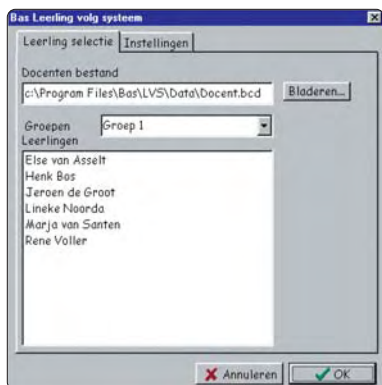 Bas Leerling volg systeem
Leerling selectie Instellingen
Docenten bestand
c:\Program Files\Bas\LVS\Data\Docent.bcd Bladeren...
Groepen Groep 1
Leerlingen
Else van Asselt
Henk Bos
Jeroen de Groot
Lineke Noorda
Marja van Santen
Rene Voller
Annuleren OK